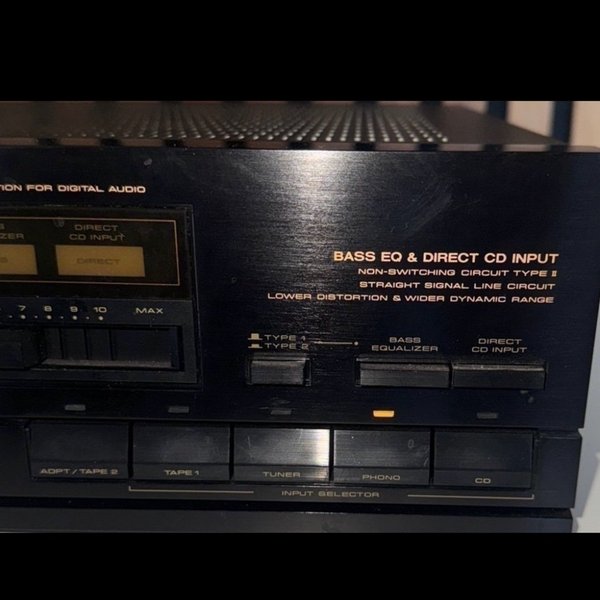 TION FOR DIGITAL AUDIO
DIRECT
ZER CD INPUT
DIRECT
BASS EQ & DIRECT CD INPUT
NON-SWITCHING CIRCUIT TYPE II
STRAIGHT SIGNAL LINE CIRCUIT
LOWER DISTORTION & WIDER DYNAMIC RANGE
7 8 9 10 MAX
TYPE 1
TYPE 2
BASS
EQUALIZER
DIRECT
CD INPUT
ADPT / TAPE 2
TAPE 1
TUNER
PHONO
CD
INPUT SELECTOR